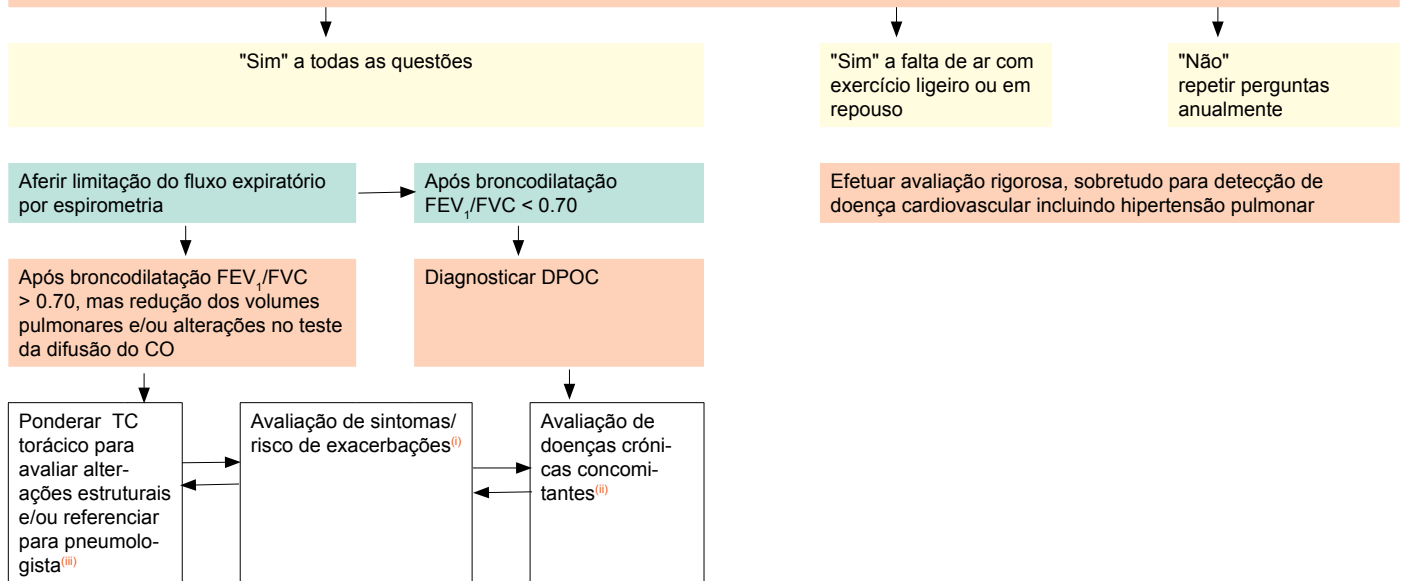 "Sim" a todas as questões
"Sim" a falta de ar com
exercício ligeiro ou em
repouso
"Não"
repetir perguntas
anualmente
Aferir limitação do fluxo expiratório
por espirometria
Após broncodilatação
FEV₁/FVC < 0.70
Efetuar avaliação rigorosa, sobretudo para detecção de
doença cardiovascular incluindo hipertensão pulmonar
Após broncodilatação FEV₁/FVC
> 0.70, mas redução dos volumes
pulmonares e/ou alterações no teste
da difusão do CO
Diagnosticar DPOC
Ponderar TC
torácico para
avaliar alter-
ações estruturais
e/ou referenciar
para pneumolo-
gista(iii)
Avaliação de sintomas/
risco de exacerbações(i)
Avaliação de
doenças cróni-
cas concomi-
tantes(ii)